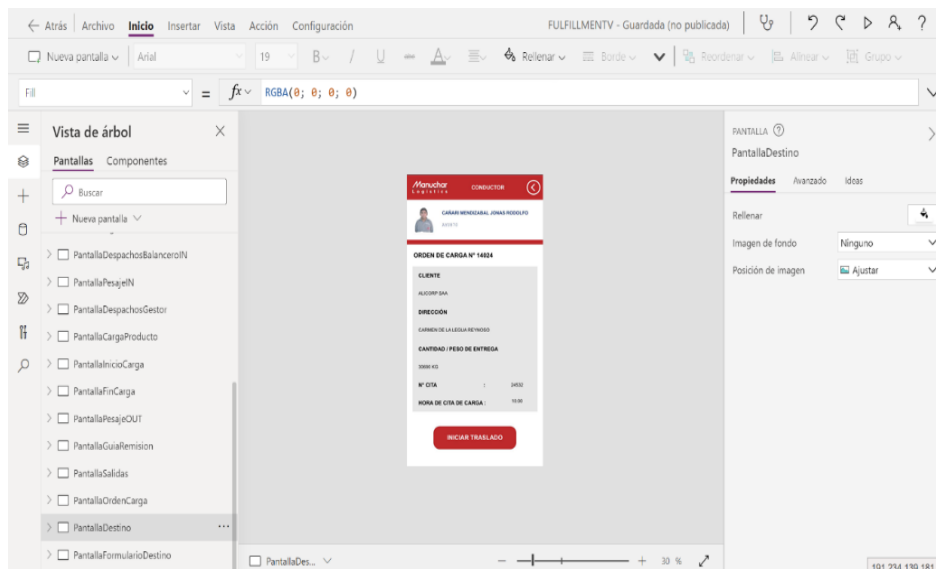 ← Atrás Archivo Inicio Insertar Vista Acción Configuración FULFILLMENTV - Guardada (no publicada) ?
Nueva pantalla Arial 19 B / U A Rellenar Borde Reordenar Alinear Grupo
Fill = fx RGBA(0; 0; 0; 0)
Vista de árbol
Pantallas Componentes
Buscar
Nueva pantalla
PantallaDespachosBalanceroIN
PantallaPesajeIN
PantallaDespachosGestor
PantallaCargaProducto
PantallaInicioCarga
PantallaFinCarga
PantallaPesajeOUT
PantallaGuiaRemision
PantallaSalidas
PantallaOrdenCarga
PantallaDestino ...
PantallaFormularioDestino
Manuchar
Logistics
CONDUCTOR
CAÑARI MENDIZABAL JONAS RODOLFO
ORDEN DE CARGA N° 14024
CLIENTE
ALICORP SAA
DIRECCIÓN
CARMEN DE LA LEGUA REYNOSO
CANTIDAD / PESO DE ENTREGA
30000 KG
N° CITA :
HORA DE CITA DE CARGA :
INICIAR TRASLADO
PantallaDes... − + 30 %
PANTALLA ?
PantallaDestino
Propiedades Avanzado Ideas
Rellenar
Imagen de fondo Ninguno
Posición de imagen Ajustar
191.234.139.181